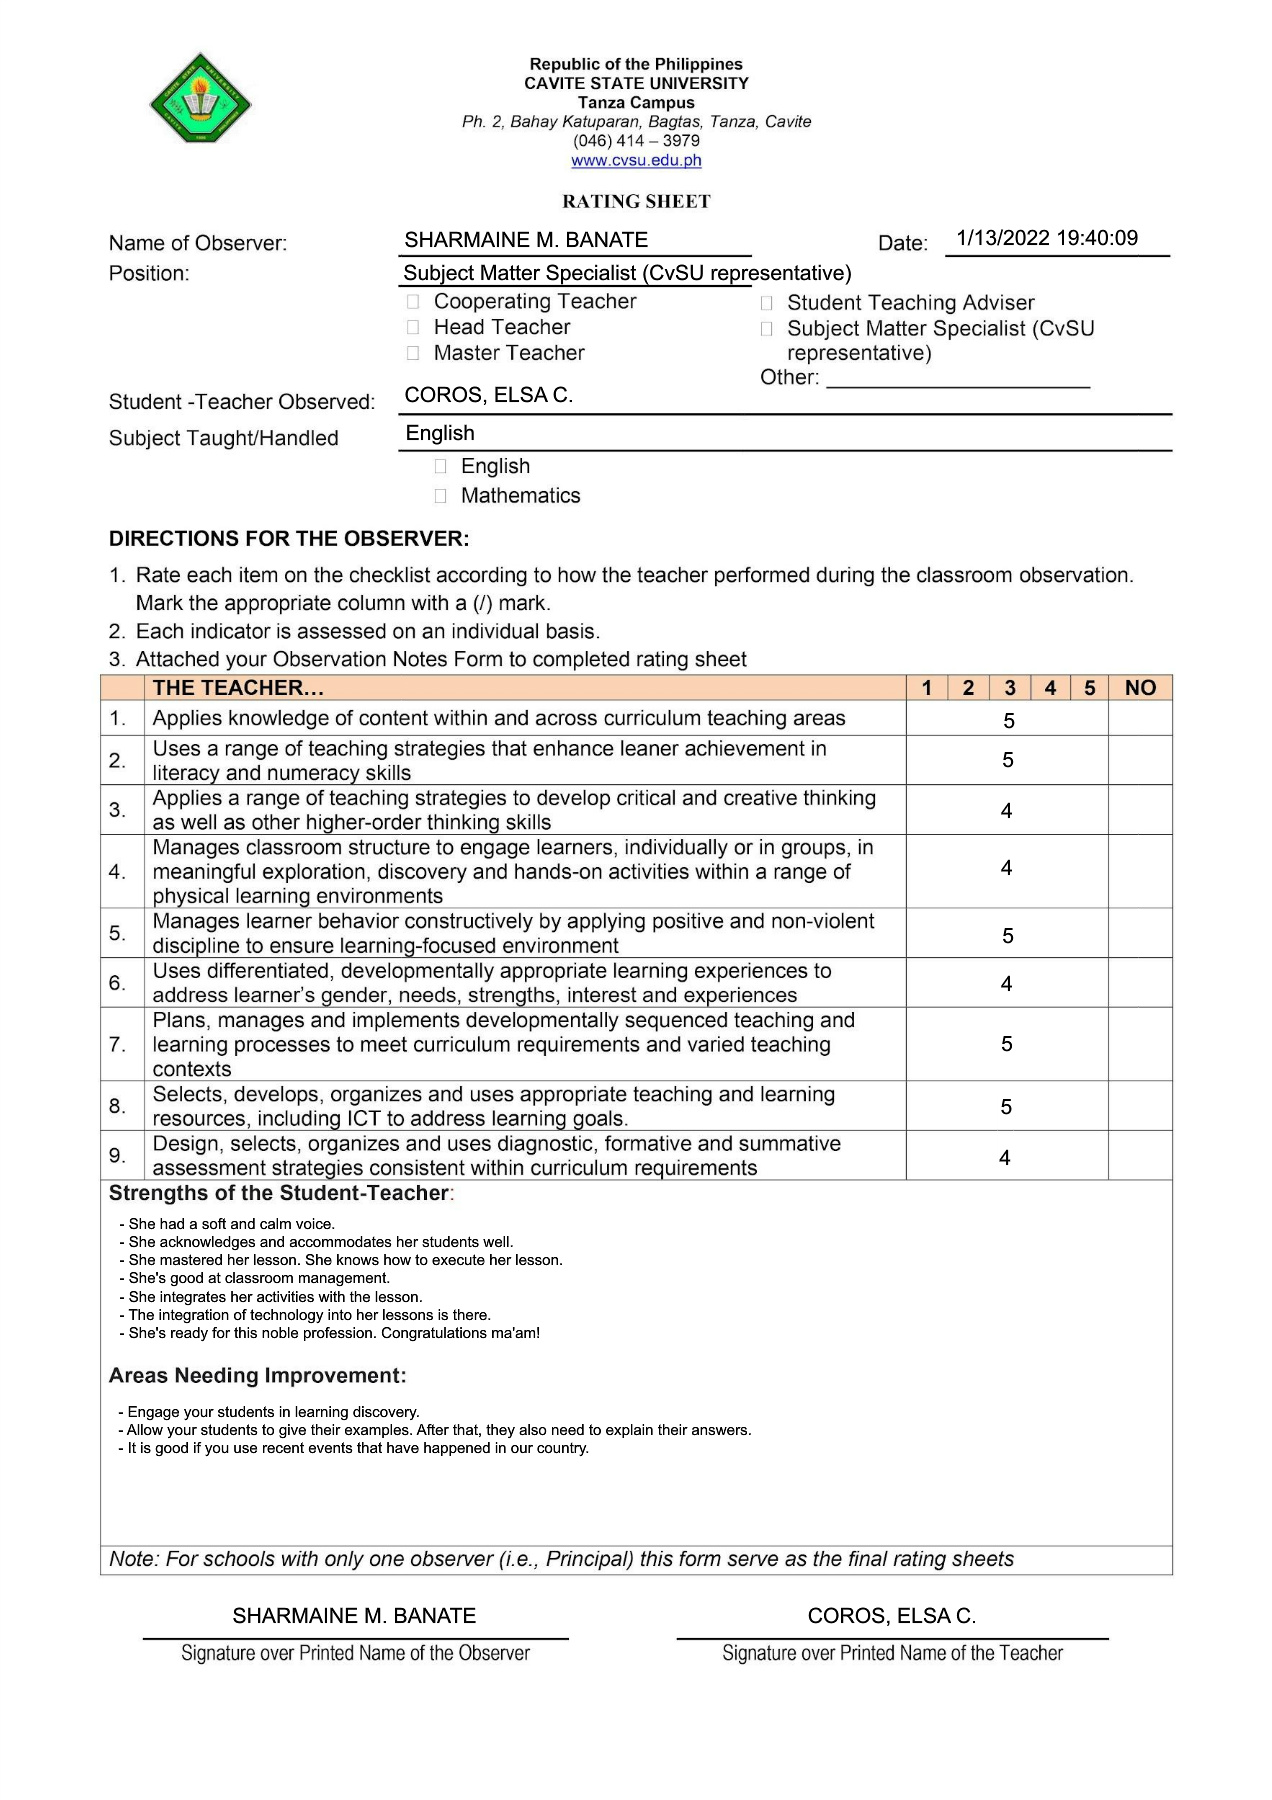 Republic of the Philippines
CAVITE STATE UNIVERSITY
Tanza Campus
Ph. 2, Bahay Katuparan, Bagtas, Tanza, Cavite
(046) 414 – 3979
www.cvsu.edu.ph
RATING SHEET
Name of Observer: SHARMAINE M. BANATE Date: 1/13/2022 19:40:09
Position: Subject Matter Specialist (CvSU representative)
Cooperating Teacher
Head Teacher
Master Teacher
Student Teaching Adviser
Subject Matter Specialist (CvSU
representative)
Other:
Student -Teacher Observed: COROS, ELSA C.
Subject Taught/Handled English
English
Mathematics
DIRECTIONS FOR THE OBSERVER:
1. Rate each item on the checklist according to how the teacher performed during the classroom observation.
Mark the appropriate column with a (/) mark.
2. Each indicator is assessed on an individual basis.
3. Attached your Observation Notes Form to completed rating sheet
THE TEACHER… 1 2 3 4 5 NO
1. Applies knowledge of content within and across curriculum teaching areas 5
2. Uses a range of teaching strategies that enhance leaner achievement in
literacy and numeracy skills 5
3. Applies a range of teaching strategies to develop critical and creative thinking
as well as other higher-order thinking skills 4
4. Manages classroom structure to engage learners, individually or in groups, in
meaningful exploration, discovery and hands-on activities within a range of
physical learning environments 4
5. Manages learner behavior constructively by applying positive and non-violent
discipline to ensure learning-focused environment 5
6. Uses differentiated, developmentally appropriate learning experiences to
address learner’s gender, needs, strengths, interest and experiences 4
7. Plans, manages and implements developmentally sequenced teaching and
learning processes to meet curriculum requirements and varied teaching
contexts 5
8. Selects, develops, organizes and uses appropriate teaching and learning
resources, including ICT to address learning goals. 5
9. Design, selects, organizes and uses diagnostic, formative and summative
assessment strategies consistent within curriculum requirements 4
Strengths of the Student-Teacher:
- She had a soft and calm voice.
- She acknowledges and accommodates her students well.
- She mastered her lesson. She knows how to execute her lesson.
- She's good at classroom management.
- She integrates her activities with the lesson.
- The integration of technology into her lessons is there.
- She's ready for this noble profession. Congratulations ma'am!
Areas Needing Improvement:
- Engage your students in learning discovery.
- Allow your students to give their examples. After that, they also need to explain their answers.
- It is good if you use recent events that have happened in our country.
Note: For schools with only one observer (i.e., Principal) this form serve as the final rating sheets
SHARMAINE M. BANATE
Signature over Printed Name of the Observer
COROS, ELSA C.
Signature over Printed Name of the Teacher